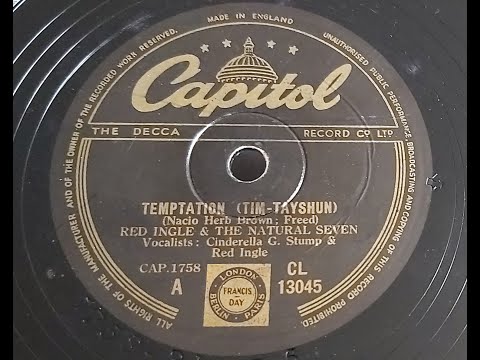 MADE IN ENGLAND
Capitol
THE DECCA RECORD CO LTD.
TEMPTATION (TIM-TAYSHUN)
(Nacio Herb Brown ; Freed)
RED INGLE & THE NATURAL SEVEN
Vocalists : Cinderella G. Stump &
Red Ingle
CAP.1758 CL
A 13045
LONDON
FRANCIS & DAY
BERLIN PARIS
ALL RIGHTS OF THE MANUFACTURER AND OF THE OWNER OF THE RECORDED WORK RESERVED.
UNAUTHORISED PUBLIC PERFORMANCE BROADCASTING AND COPYING OF THIS RECORD PROHIBITED.